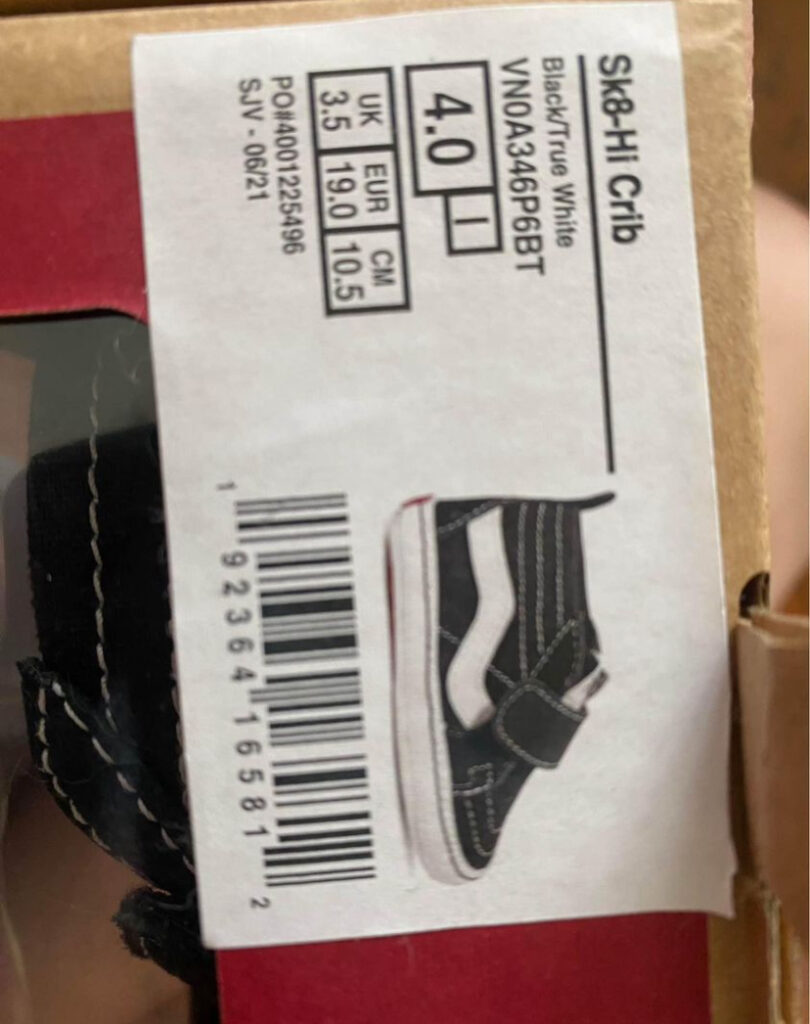 Sk8-Hi Crib
Black/True White
VN0A346P6BT
4.0 I
UK EUR CM
3.5 19.0 10.5
PO#4001225496
SJV - 06/21
1 92364 16581 2